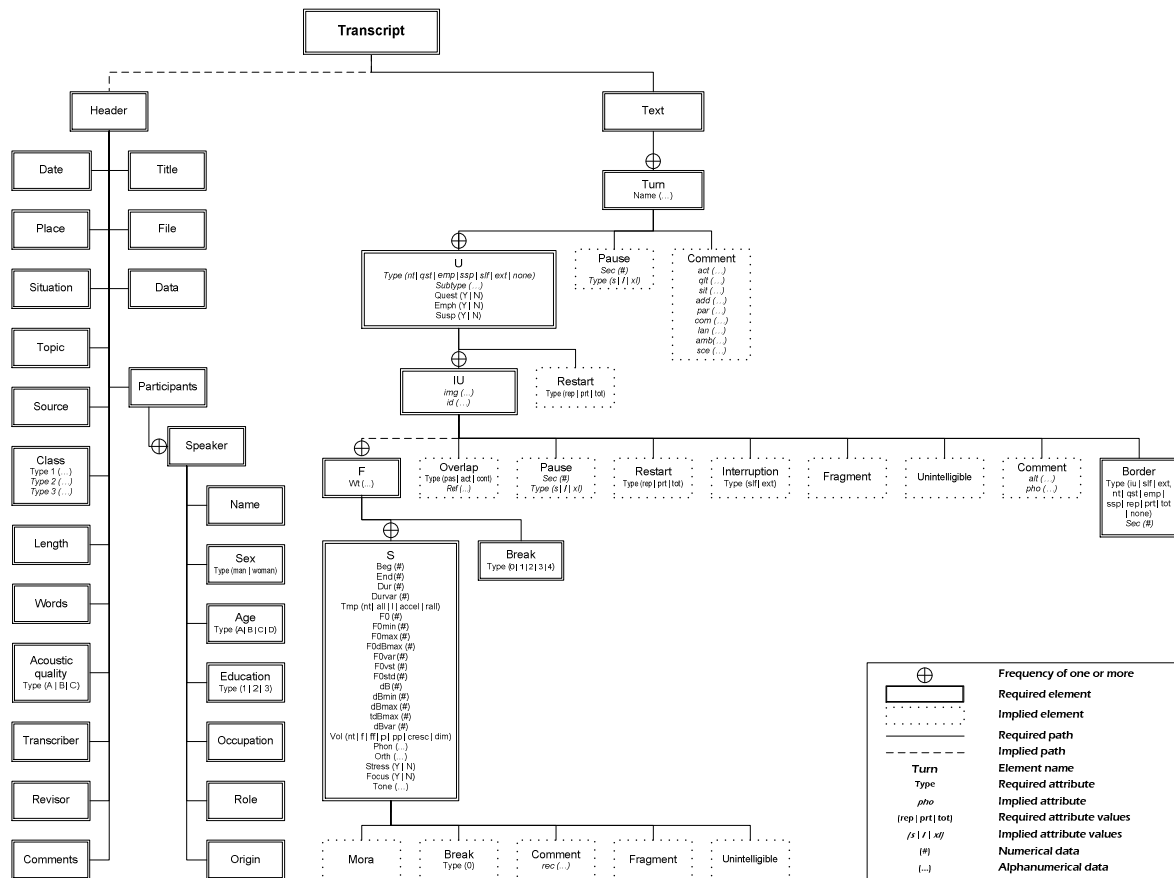 Transcript
Header
Text
Date
Title
Turn
Name (...)
Place
File
U
Type (nt| qst| emp| ssp| slf| ext| none)
Subtype (...)
Quest (Y| N)
Emph (Y| N)
Susp (Y| N)
Pause
Sec (#)
Type (s| l | xl)
Comment
act (...)
qlt (...)
sit (...)
add (...)
par (...)
com (...)
lan (...)
amb(...)
sce (...)
Situation
Data
Topic
Participants
IU
img (...)
id (...)
Restart
Type (rep | prt | tot)
Source
Speaker
Class
Type 1 (...)
Type 2 (...)
Type 3 (...)
F
Wt (...)
Overlap
Type (pas| act | cont)
Ref (...)
Pause
Sec (#)
Type (s| l | xl)
Restart
Type (rep | prt | tot)
Interruption
Type (slf| ext)
Fragment
Unintelligible
Comment
alt (...)
pho (...)
Border
Type (iu | slf | ext,
nt| qst| emp |
ssp| rep| prt| tot
| none)
Sec (#)
Name
Length
Sex
Type (man | woman)
S
Beg (#)
End(#)
Dur (#)
Durvar (#)
Tmp (nt| all| l | accel | rall)
F0 (#)
F0min (#)
F0max (#)
F0dBmax (#)
F0var(#)
F0vst (#)
F0std (#)
dB(#)
dBmin (#)
dBmax (#)
tdBmax (#)
dBvar (#)
Vol (nt| f | ff| p| pp| cresc | dim)
Phon (...)
Orth (...)
Stress (Y| N)
Focus (Y| N)
Tone (...)
Break
Type (0| 1| 2| 3| 4)
Words
Age
Type (A| B| C| D)
Acoustic
quality
Type (A | B| C)
Education
Type (1| 2| 3)
Transcriber
Occupation
Revisor
Role
Comments
Origin
Mora
Break
Type (0)
Comment
rec (...)
Fragment
Unintelligible
Frequency of one or more
Required element
Implied element
Required path
Implied path
Turn Element name
Type Required attribute
pho Implied attribute
(rep | prt| tot) Required attribute values
(s | l | xl) Implied attribute values
(#) Numerical data
(...) Alphanumerical data